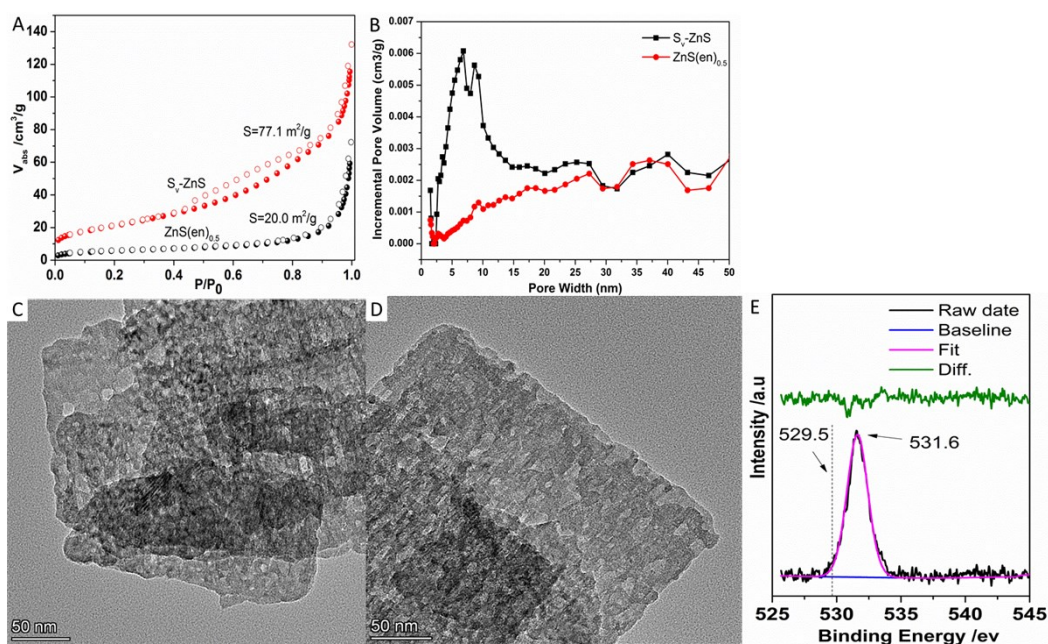 A
V_abs /cm³/g
140
120
100
80
60
40
20
0
S=77.1 m²/g
S_v-ZnS
S=20.0 m²/g
ZnS(en)₀.₅
0.0 0.2 0.4 0.6 0.8 1.0
P/P₀
B
Incremental Pore Volume (cm3/g)
0.007
0.006
0.005
0.004
0.003
0.002
0.001
0.000
S_v-ZnS
ZnS(en)₀.₅
0 5 10 15 20 25 30 35 40 45 50
Pore Width (nm)
C
50 nm
D
50 nm
E
Raw date
Baseline
Fit
Diff.
529.5
531.6
Intensity /a.u
525 530 535 540 545
Binding Energy /ev